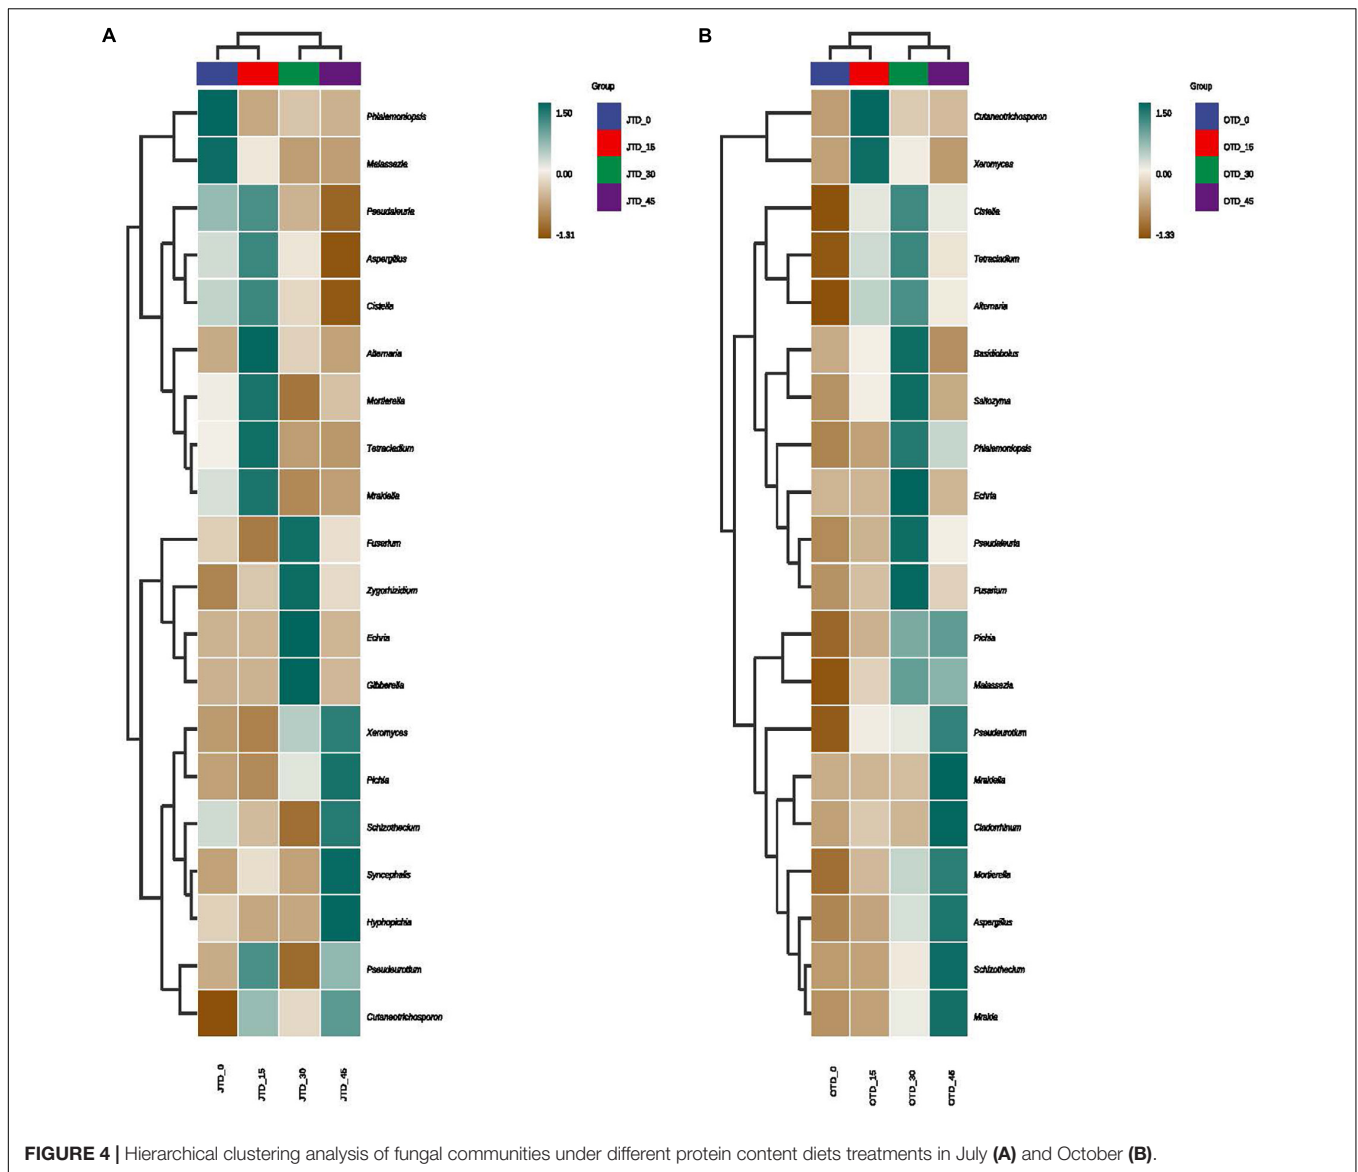 A
Group
1.50
0.00
-1.31
JTD_0
JTD_15
JTD_30
JTD_45
Phialemoniopsis
Malassezia
Pseudaleuria
Aspergillus
Cistella
Alternaria
Mortierella
Tetracladium
Mrakiella
Fusarium
Zygorhizidium
Echria
Gibberella
Xeromyces
Pichia
Schizothecium
Syncephalis
Hyphopichia
Pseudeurotium
Cutaneotrichosporon
JTD_0
JTD_15
JTD_30
JTD_45
B
Group
1.50
0.00
-1.33
OTD_0
OTD_15
OTD_30
OTD_45
Cutaneotrichosporon
Xeromyces
Cistella
Tetracladium
Alternaria
Basidiobolus
Saitozyma
Phialemoniopsis
Echria
Pseudaleuria
Fusarium
Pichia
Malassezia
Pseudeurotium
Mrakiella
Cladorrhinum
Mortierella
Aspergillus
Schizothecium
Mrakia
OTD_0
OTD_15
OTD_30
OTD_45
FIGURE 4 | Hierarchical clustering analysis of fungal communities under different protein content diets treatments in July (A) and October (B).